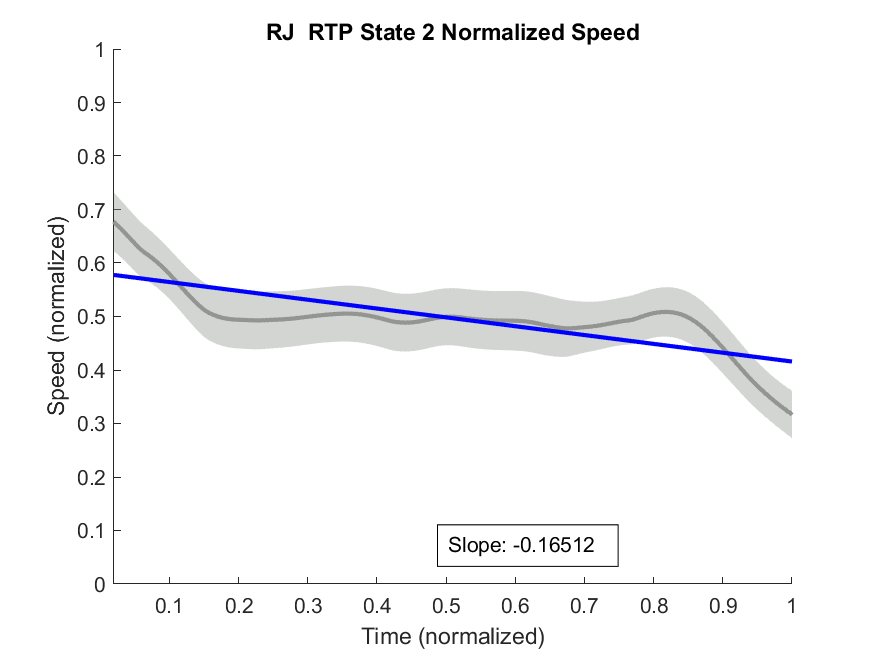 RJ  RTP State 2 Normalized Speed
1
0.9
0.8
0.7
0.6
0.5
0.4
0.3
0.2
0.1
0
Speed (normalized)
Slope: -0.16512
0.1 0.2 0.3 0.4 0.5 0.6 0.7 0.8 0.9 1
Time (normalized)